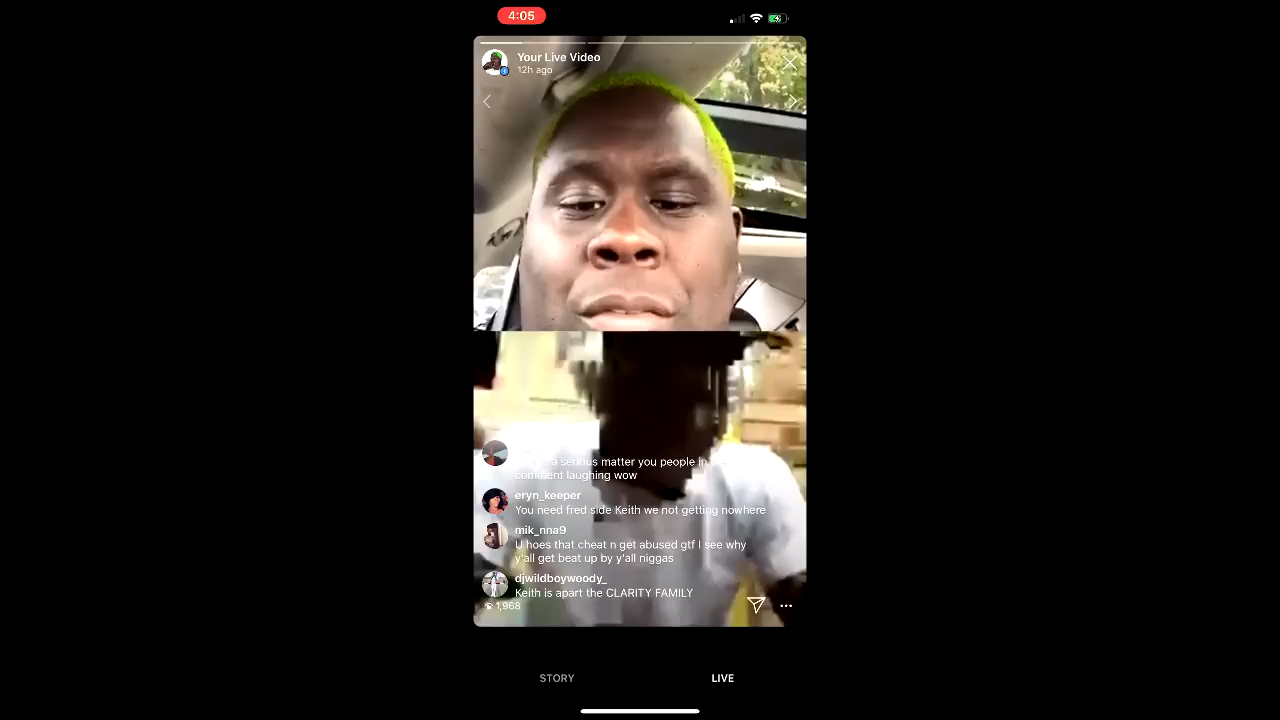 4:05
Your Live Video
12h ago
a serious matter you people in
comment laughing wow
eryn_keeper
You need fred side Keith we not getting nowhere
mik_nna9
U hoes that cheat n get abused gtf I see why
y'all get beat up by y'all niggas
djwildboywoody_
Keith is apart the CLARITY FAMILY
1,968
STORY
LIVE